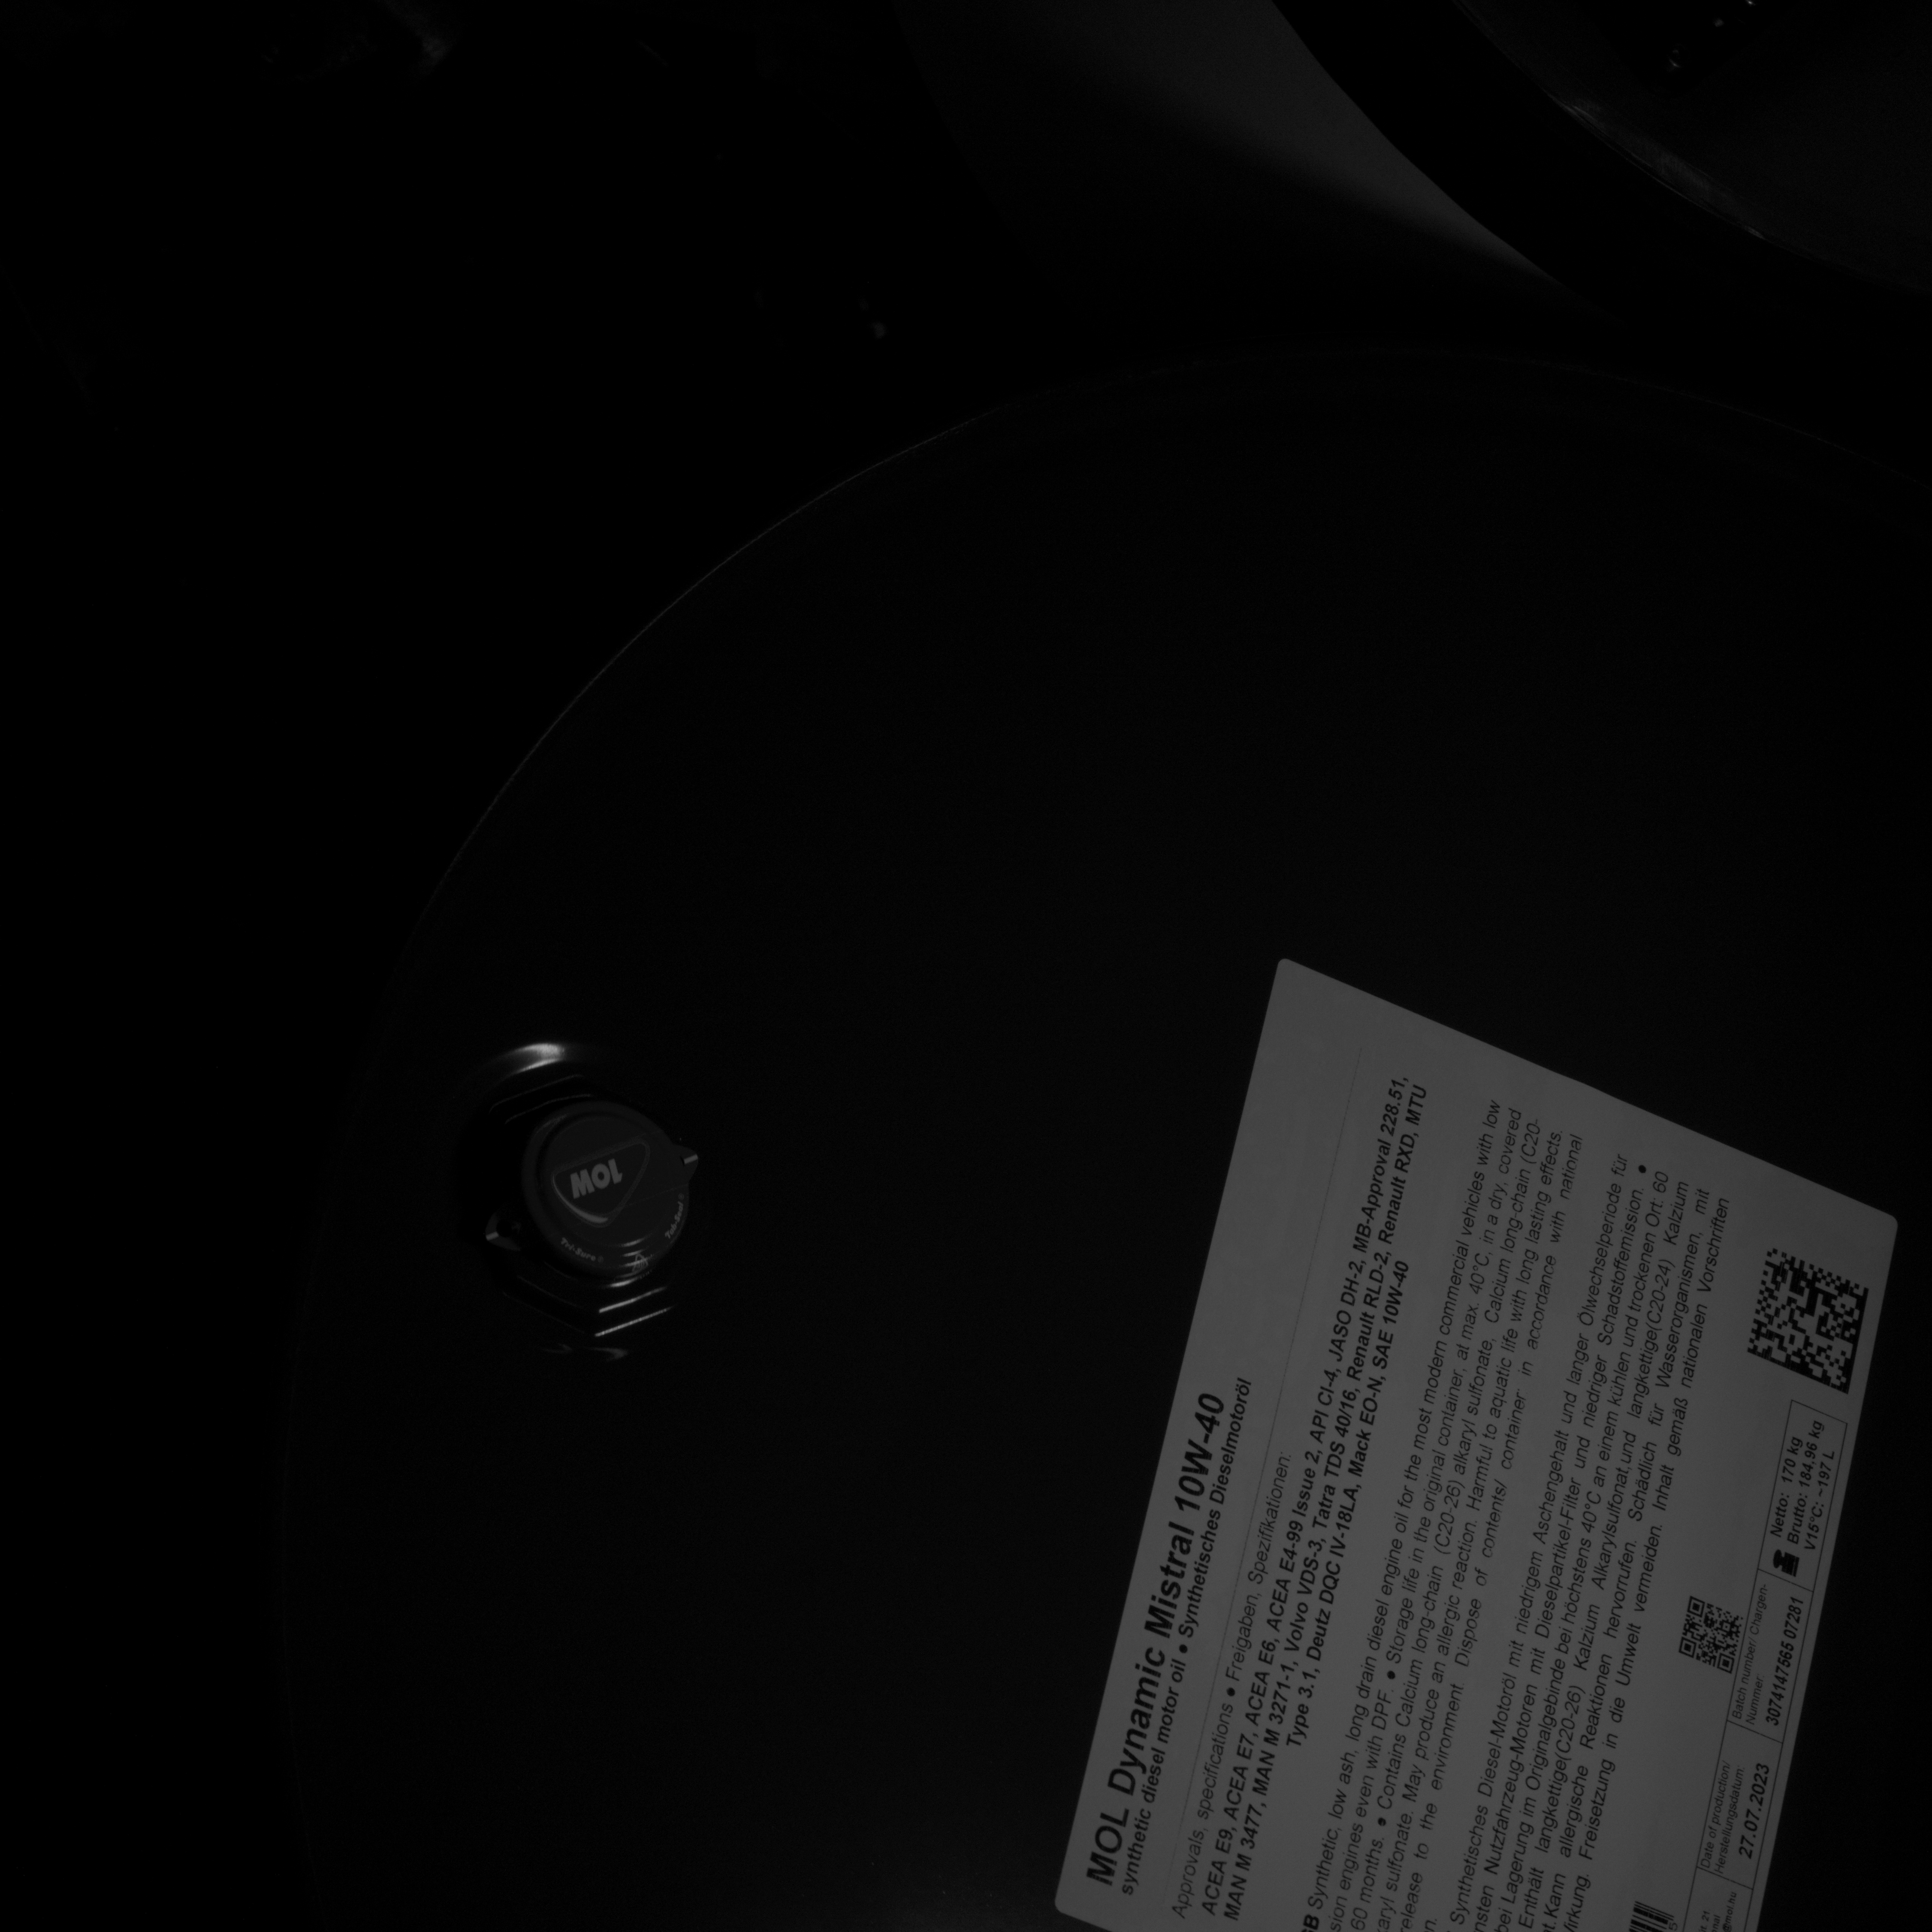 MOL
Tri-Sure®
Tab-Seal®
MOL Dynamic Mistral 10W-40
synthetic diesel motor oil ● Synthetisches Dieselmotoröl
Approvals, specifications ● Freigaben, Spezifikationen:
ACEA E9, ACEA E7, ACEA E6, ACEA E4-99 Issue 2, API CI-4, JASO DH-2, MB-Approval 228.51,
MAN M 3477, MAN M 3271-1, Volvo VDS-3, Tatra TDS 40/16, Renault RLD-2, Renault RXD, MTU
Type 3.1, Deutz DQC IV-18LA, Mack EO-N, SAE 10W-40
Synthetic, low ash, long drain diesel engine oil for the most modern commercial vehicles with low
engines even with DPF. ● Storage life in the original container, at max. 40°C, in a dry, covered
60 months. ● Contains Calcium long-chain (C20-26) alkaryl sulfonate, Calcium long-chain (C20-
sulfonate. May produce an allergic reaction. Harmful to aquatic life with long lasting effects.
release to the environment. Dispose of contents/ container: in accordance with national
Synthetisches Diesel-Motoröl mit niedrigem Aschengehalt und langer Ölwechselperiode für
Nutzfahrzeug-Motoren mit Dieselpartikel-Filter und niedriger Schadstoffemission. ●
bei Lagerung im Originalgebinde bei höchstens 40°C an einem kühlen und trockenen Ort: 60
Enthält langkettige(C20-26) Kalzium Alkarylsulfonat,und langkettige(C20-24) Kalzium
Kann allergische Reaktionen hervorrufen. Schädlich für Wasserorganismen, mit
Freisetzung in die Umwelt vermeiden. Inhalt gemäß nationalen Vorschriften
Date of production/
Herstellungsdatum:
27.07.2023
Batch number/ Chargen-
Nummer:
3074147565 07281
Netto: 170 kg
Brutto: 184,96 kg
V15°C: ~197 L